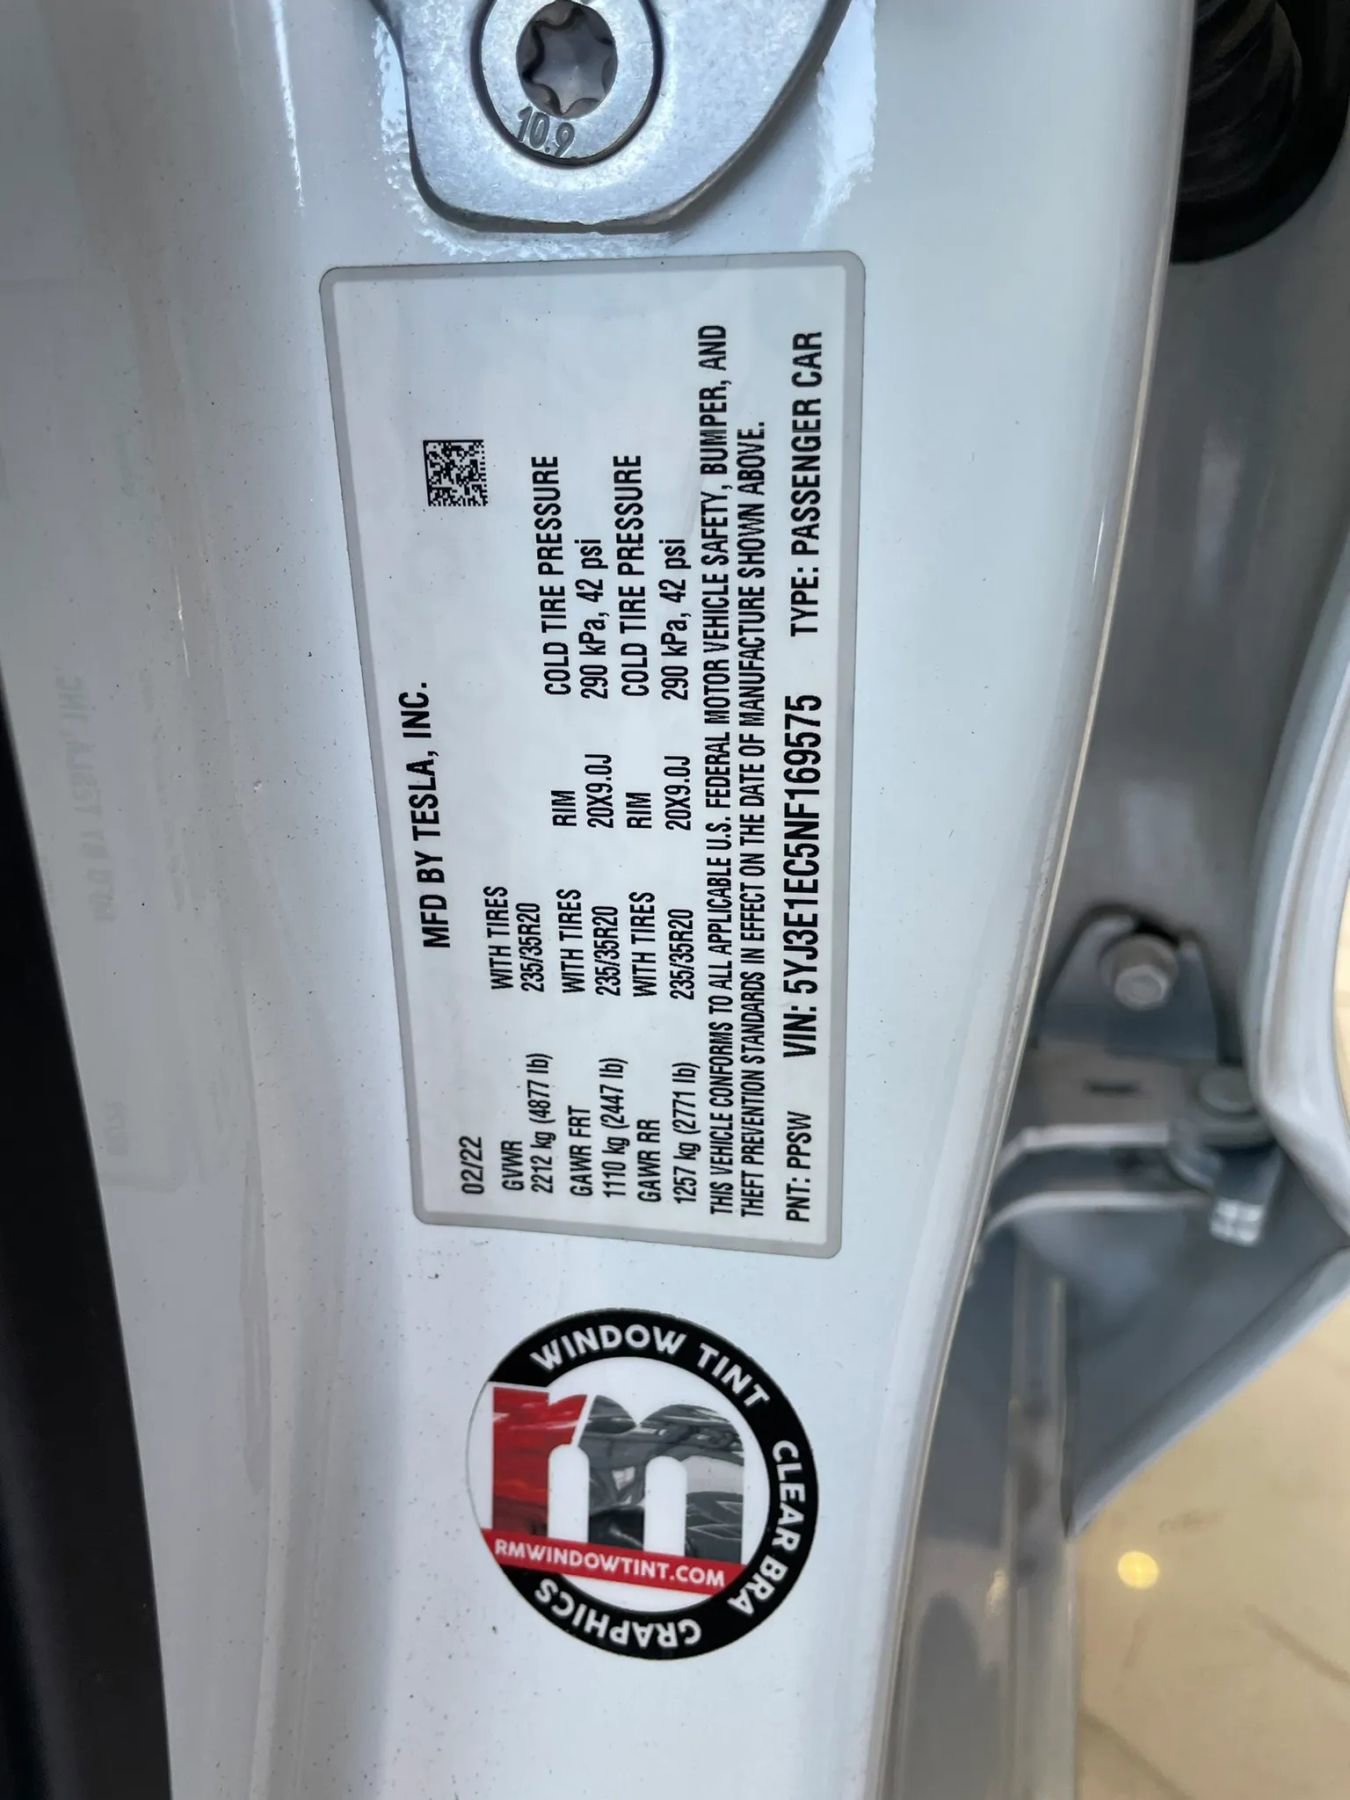 10.9
MFD BY TESLA, INC.
02/22
GVWR WITH TIRES
2212 kg (4877 lb) 235/35R20
GAWR FRT WITH TIRES RIM COLD TIRE PRESSURE
1110 kg (2447 lb) 235/35R20 20X9.0J 290 kPa, 42 psi
GAWR RR WITH TIRES RIM COLD TIRE PRESSURE
1257 kg (2771 lb) 235/35R20 20X9.0J 290 kPa, 42 psi
THIS VEHICLE CONFORMS TO ALL APPLICABLE U.S. FEDERAL MOTOR VEHICLE SAFETY, BUMPER, AND
THEFT PREVENTION STANDARDS IN EFFECT ON THE DATE OF MANUFACTURE SHOWN ABOVE.
PNT: PPSW VIN: 5YJ3E1EC5NF169575 TYPE: PASSENGER CAR
WINDOW TINT
CLEAR BRA
GRAPHICS
RMWINDOWTINT.COM